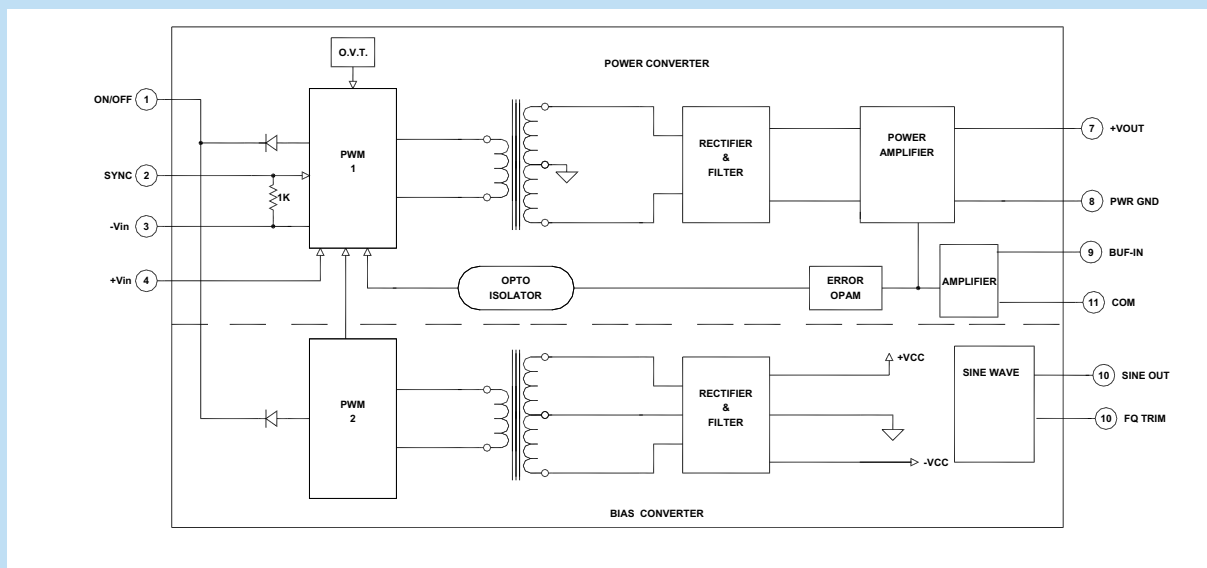 O.V.T.
POWER CONVERTER
ON/OFF
1
PWM
1
RECTIFIER
&
FILTER
POWER
AMPLIFIER
7
+VOUT
SYNC
2
1K
-Vin
3
8
PWR GND
+Vin
4
OPTO
ISOLATOR
ERROR
OPAM
AMPLIFIER
9
BUF-IN
11
COM
PWM
2
RECTIFIER
&
FILTER
+VCC
-VCC
SINE WAVE
10
SINE OUT
10
FQ TRIM
BIAS CONVERTER